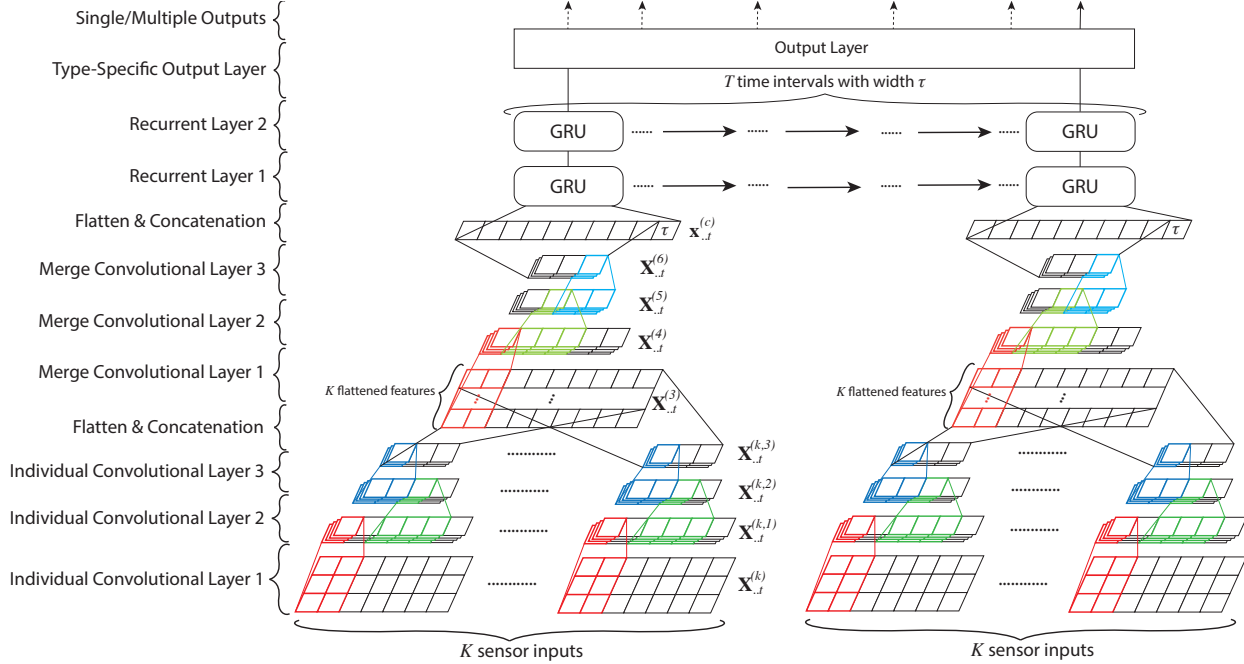 Single/Multiple Outputs
Output Layer
Type-Specific Output Layer
T time intervals with width τ
Recurrent Layer 2
GRU ...... ...... ...... ...... GRU
Recurrent Layer 1
GRU ...... ...... ...... ...... GRU
Flatten & Concatenation
τ x..t^(c) τ
Merge Convolutional Layer 3
X..t^(6)
Merge Convolutional Layer 2
X..t^(5)
X..t^(4)
Merge Convolutional Layer 1
K flattened features
X..t^(3)
K flattened features
Flatten & Concatenation
X..t^(k,3)
Individual Convolutional Layer 3
X..t^(k,2)
Individual Convolutional Layer 2
X..t^(k,1)
Individual Convolutional Layer 1
X..t^(k)
K sensor inputs
K sensor inputs